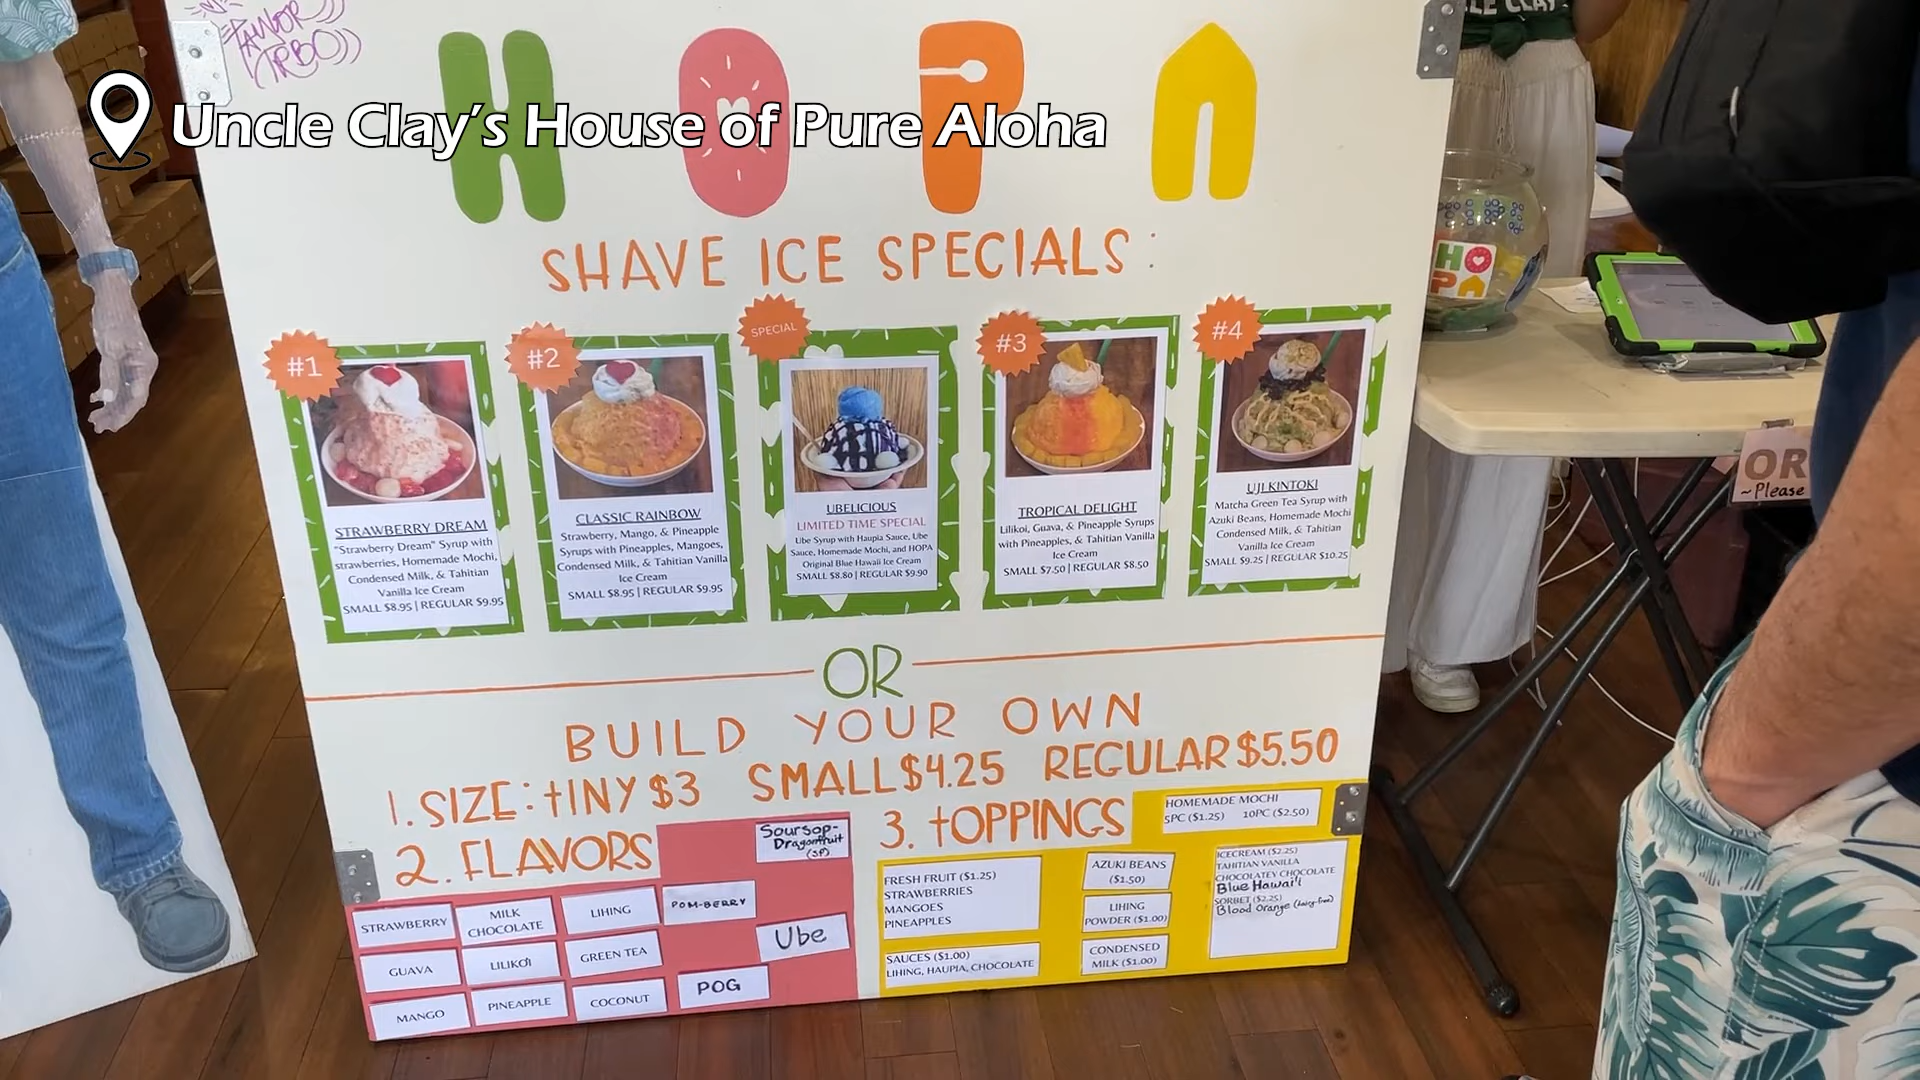 Uncle Clay's House of Pure Aloha
HOPA
SHAVE ICE SPECIALS:
#1
STRAWBERRY DREAM
"Strawberry Dream" Syrup with
strawberries, Homemade Mochi,
Condensed Milk, & Tahitian
Vanilla Ice Cream
SMALL $8.95 | REGULAR $9.95
#2
CLASSIC RAINBOW
Strawberry, Mango, & Pineapple
Syrups with Pineapples, Mangoes,
Condensed Milk, & Tahitian Vanilla
Ice Cream
SMALL $8.95 | REGULAR $9.95
SPECIAL
UBELICIOUS
LIMITED TIME SPECIAL
Ube Syrup with Haupia Sauce, Ube
Sauce, Homemade Mochi, and HOPA
Original Blue Hawaii Ice Cream
SMALL $8.80 | REGULAR $9.90
#3
TROPICAL DELIGHT
Lilikoi, Guava, & Pineapple Syrups
with Pineapples, & Tahitian Vanilla
Ice Cream
SMALL $7.50 | REGULAR $8.50
#4
UJI KINTOKI
Matcha Green Tea Syrup with
Azuki Beans, Homemade Mochi
Condensed Milk, & Tahitian
Vanilla Ice Cream
SMALL $9.25 | REGULAR $10.25
OR
BUILD YOUR OWN
1. SIZE: TINY $3 SMALL $4.25 REGULAR $5.50
2. FLAVORS
Soursop-
Dragonfruit
STRAWBERRY
MILK
CHOCOLATE
LIHING
POM-BERRY
GUAVA
LILIKOI
GREEN TEA
Ube
MANGO
PINEAPPLE
COCONUT
POG
3. TOPPINGS
HOMEMADE MOCHI
5PC ($1.25) 10PC ($2.50)
FRESH FRUIT ($1.25)
STRAWBERRIES
MANGOES
PINEAPPLES
SAUCES ($1.00)
LIHING, HAUPIA, CHOCOLATE
AZUKI BEANS
($1.50)
LIHING
POWDER ($1.00)
CONDENSED
MILK ($1.00)
ICECREAM ($2.25)
TAHITIAN VANILLA
CHOCOLATEY CHOCOLATE
Blue Hawai'i
SORBET ($2.25)
Blood Orange (dairy-free)
HOPA
OR
~Please
CLAY